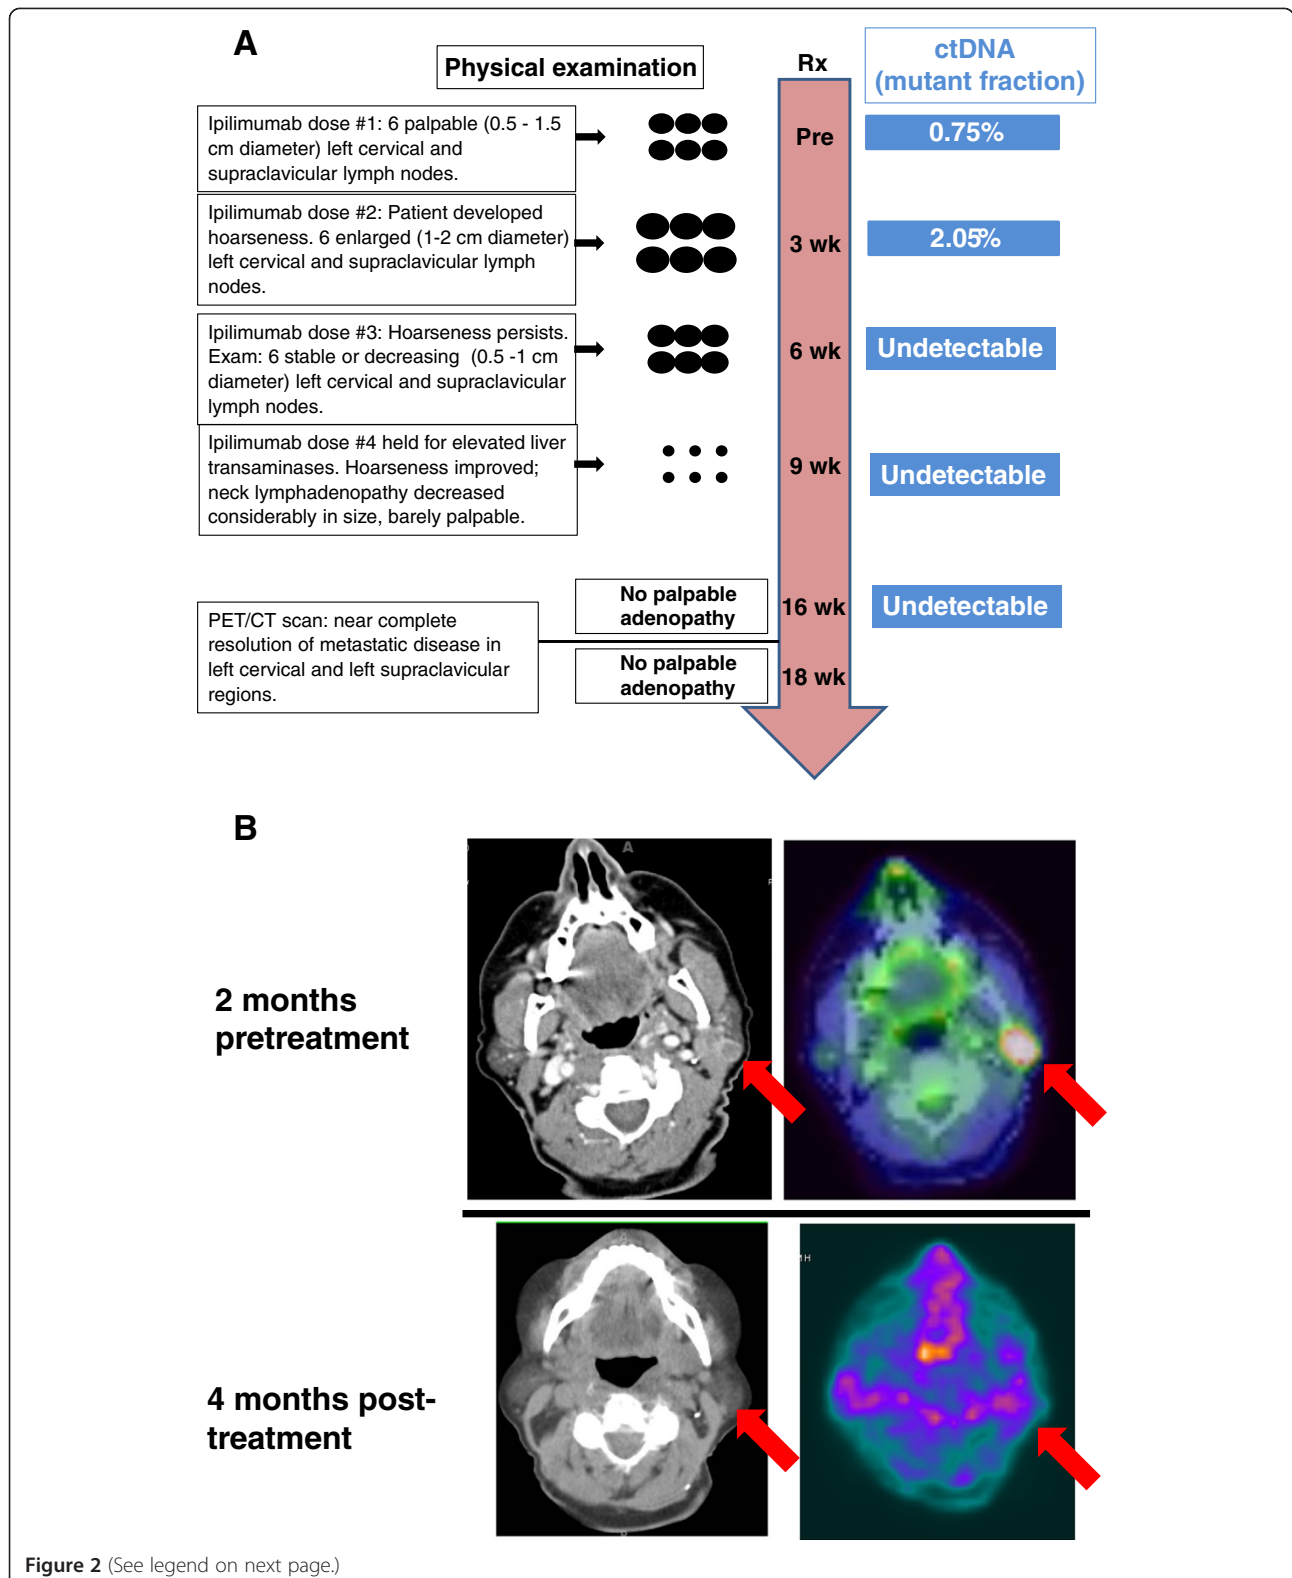 A
Physical examination
Rx
ctDNA
(mutant fraction)
Ipilimumab dose #1: 6 palpable (0.5 - 1.5
cm diameter) left cervical and
supraclavicular lymph nodes.
Pre
0.75%
Ipilimumab dose #2: Patient developed
hoarseness. 6 enlarged (1-2 cm diameter)
left cervical and supraclavicular lymph
nodes.
3 wk
2.05%
Ipilimumab dose #3: Hoarseness persists.
Exam: 6 stable or decreasing (0.5 -1 cm
diameter) left cervical and supraclavicular
lymph nodes.
6 wk
Undetectable
Ipilimumab dose #4 held for elevated liver
transaminases. Hoarseness improved;
neck lymphadenopathy decreased
considerably in size, barely palpable.
9 wk
Undetectable
No palpable
adenopathy
16 wk
Undetectable
PET/CT scan: near complete
resolution of metastatic disease in
left cervical and left supraclavicular
regions.
No palpable
adenopathy
18 wk
B
A
2 months
pretreatment
A
4 months post-
treatment
Figure 2 (See legend on next page.)